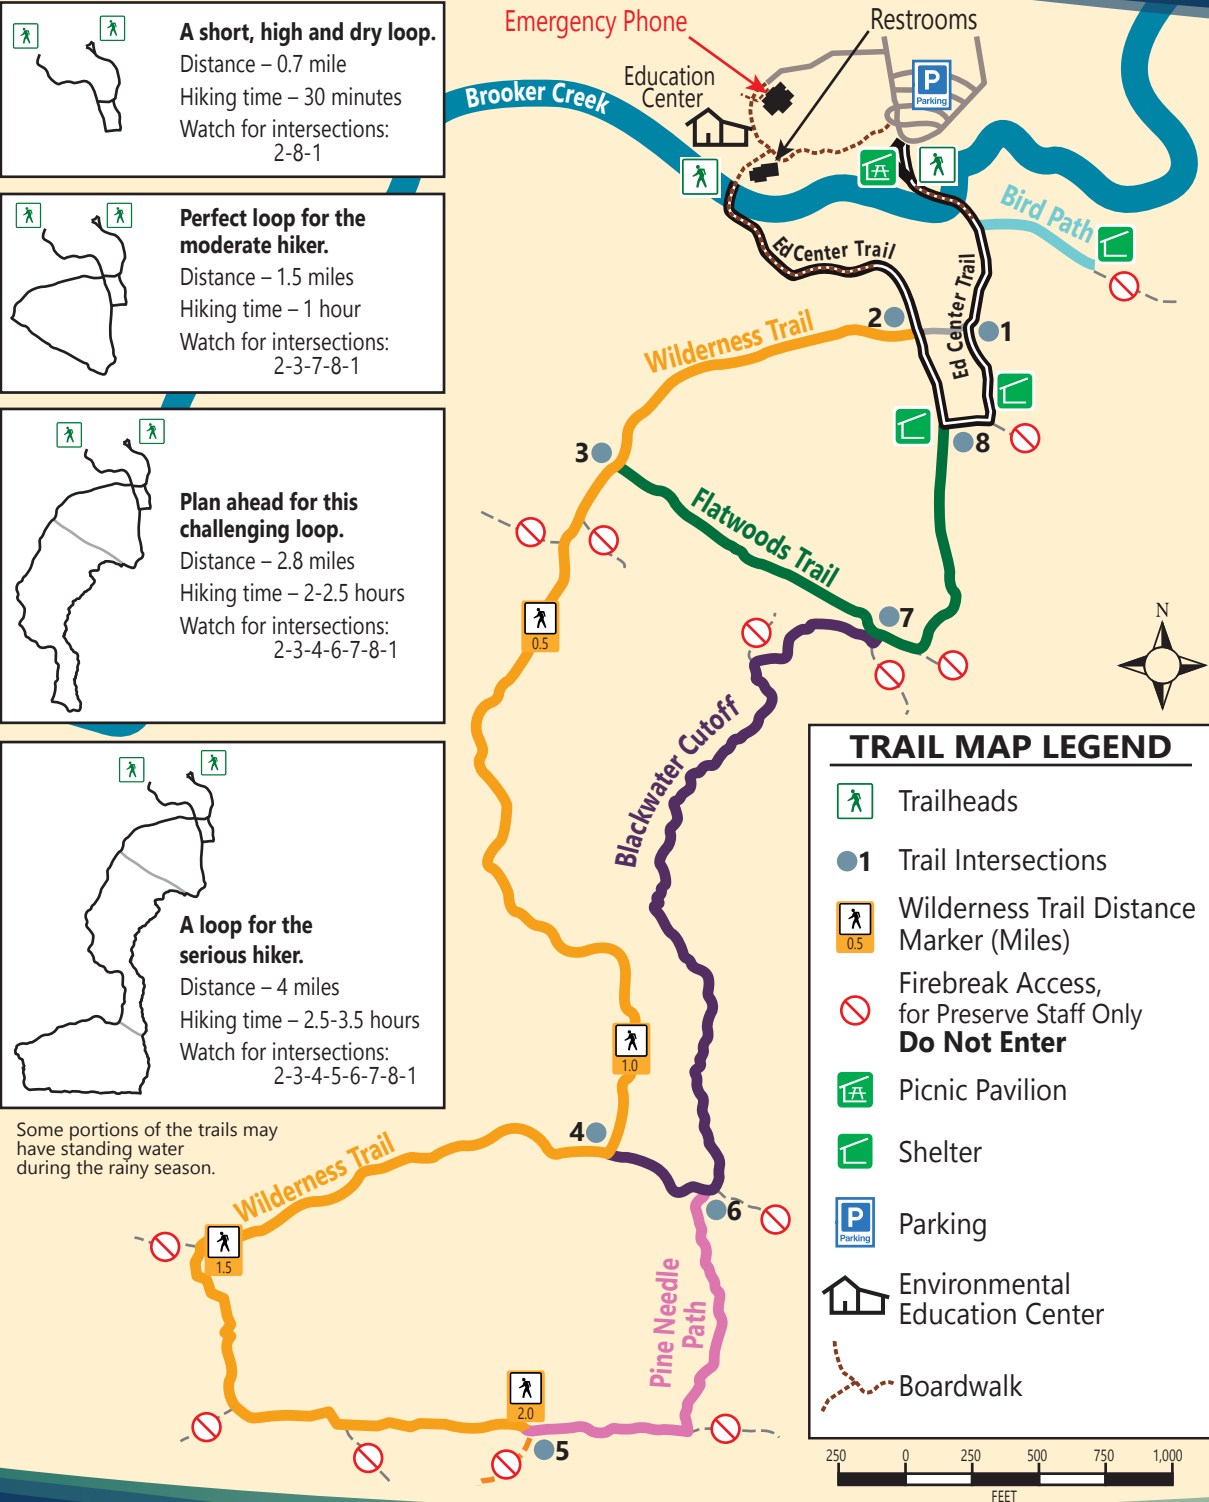 A short, high and dry loop.
Distance – 0.7 mile
Hiking time – 30 minutes
Watch for intersections:
2-8-1
Perfect loop for the
moderate hiker.
Distance – 1.5 miles
Hiking time – 1 hour
Watch for intersections:
2-3-7-8-1
Plan ahead for this
challenging loop.
Distance – 2.8 miles
Hiking time – 2-2.5 hours
Watch for intersections:
2-3-4-6-7-8-1
A loop for the
serious hiker.
Distance – 4 miles
Hiking time – 2.5-3.5 hours
Watch for intersections:
2-3-4-5-6-7-8-1
Some portions of the trails may
have standing water
during the rainy season.
Emergency Phone
Restrooms
Education
Center
P
Parking
Brooker Creek
Bird Path
Ed Center Trail
Ed Center Trail
2
1
Wilderness Trail
8
3
Flatwoods Trail
0.5
7
N
Blackwater Cutoff
1.0
4
Wilderness Trail
6
1.5
Pine Needle
Path
2.0
5
TRAIL MAP LEGEND
Trailheads
1 Trail Intersections
0.5
Wilderness Trail Distance
Marker (Miles)
Firebreak Access,
for Preserve Staff Only
Do Not Enter
Picnic Pavilion
Shelter
P
Parking
Parking
Environmental
Education Center
Boardwalk
250 0 250 500 750 1,000
FEET